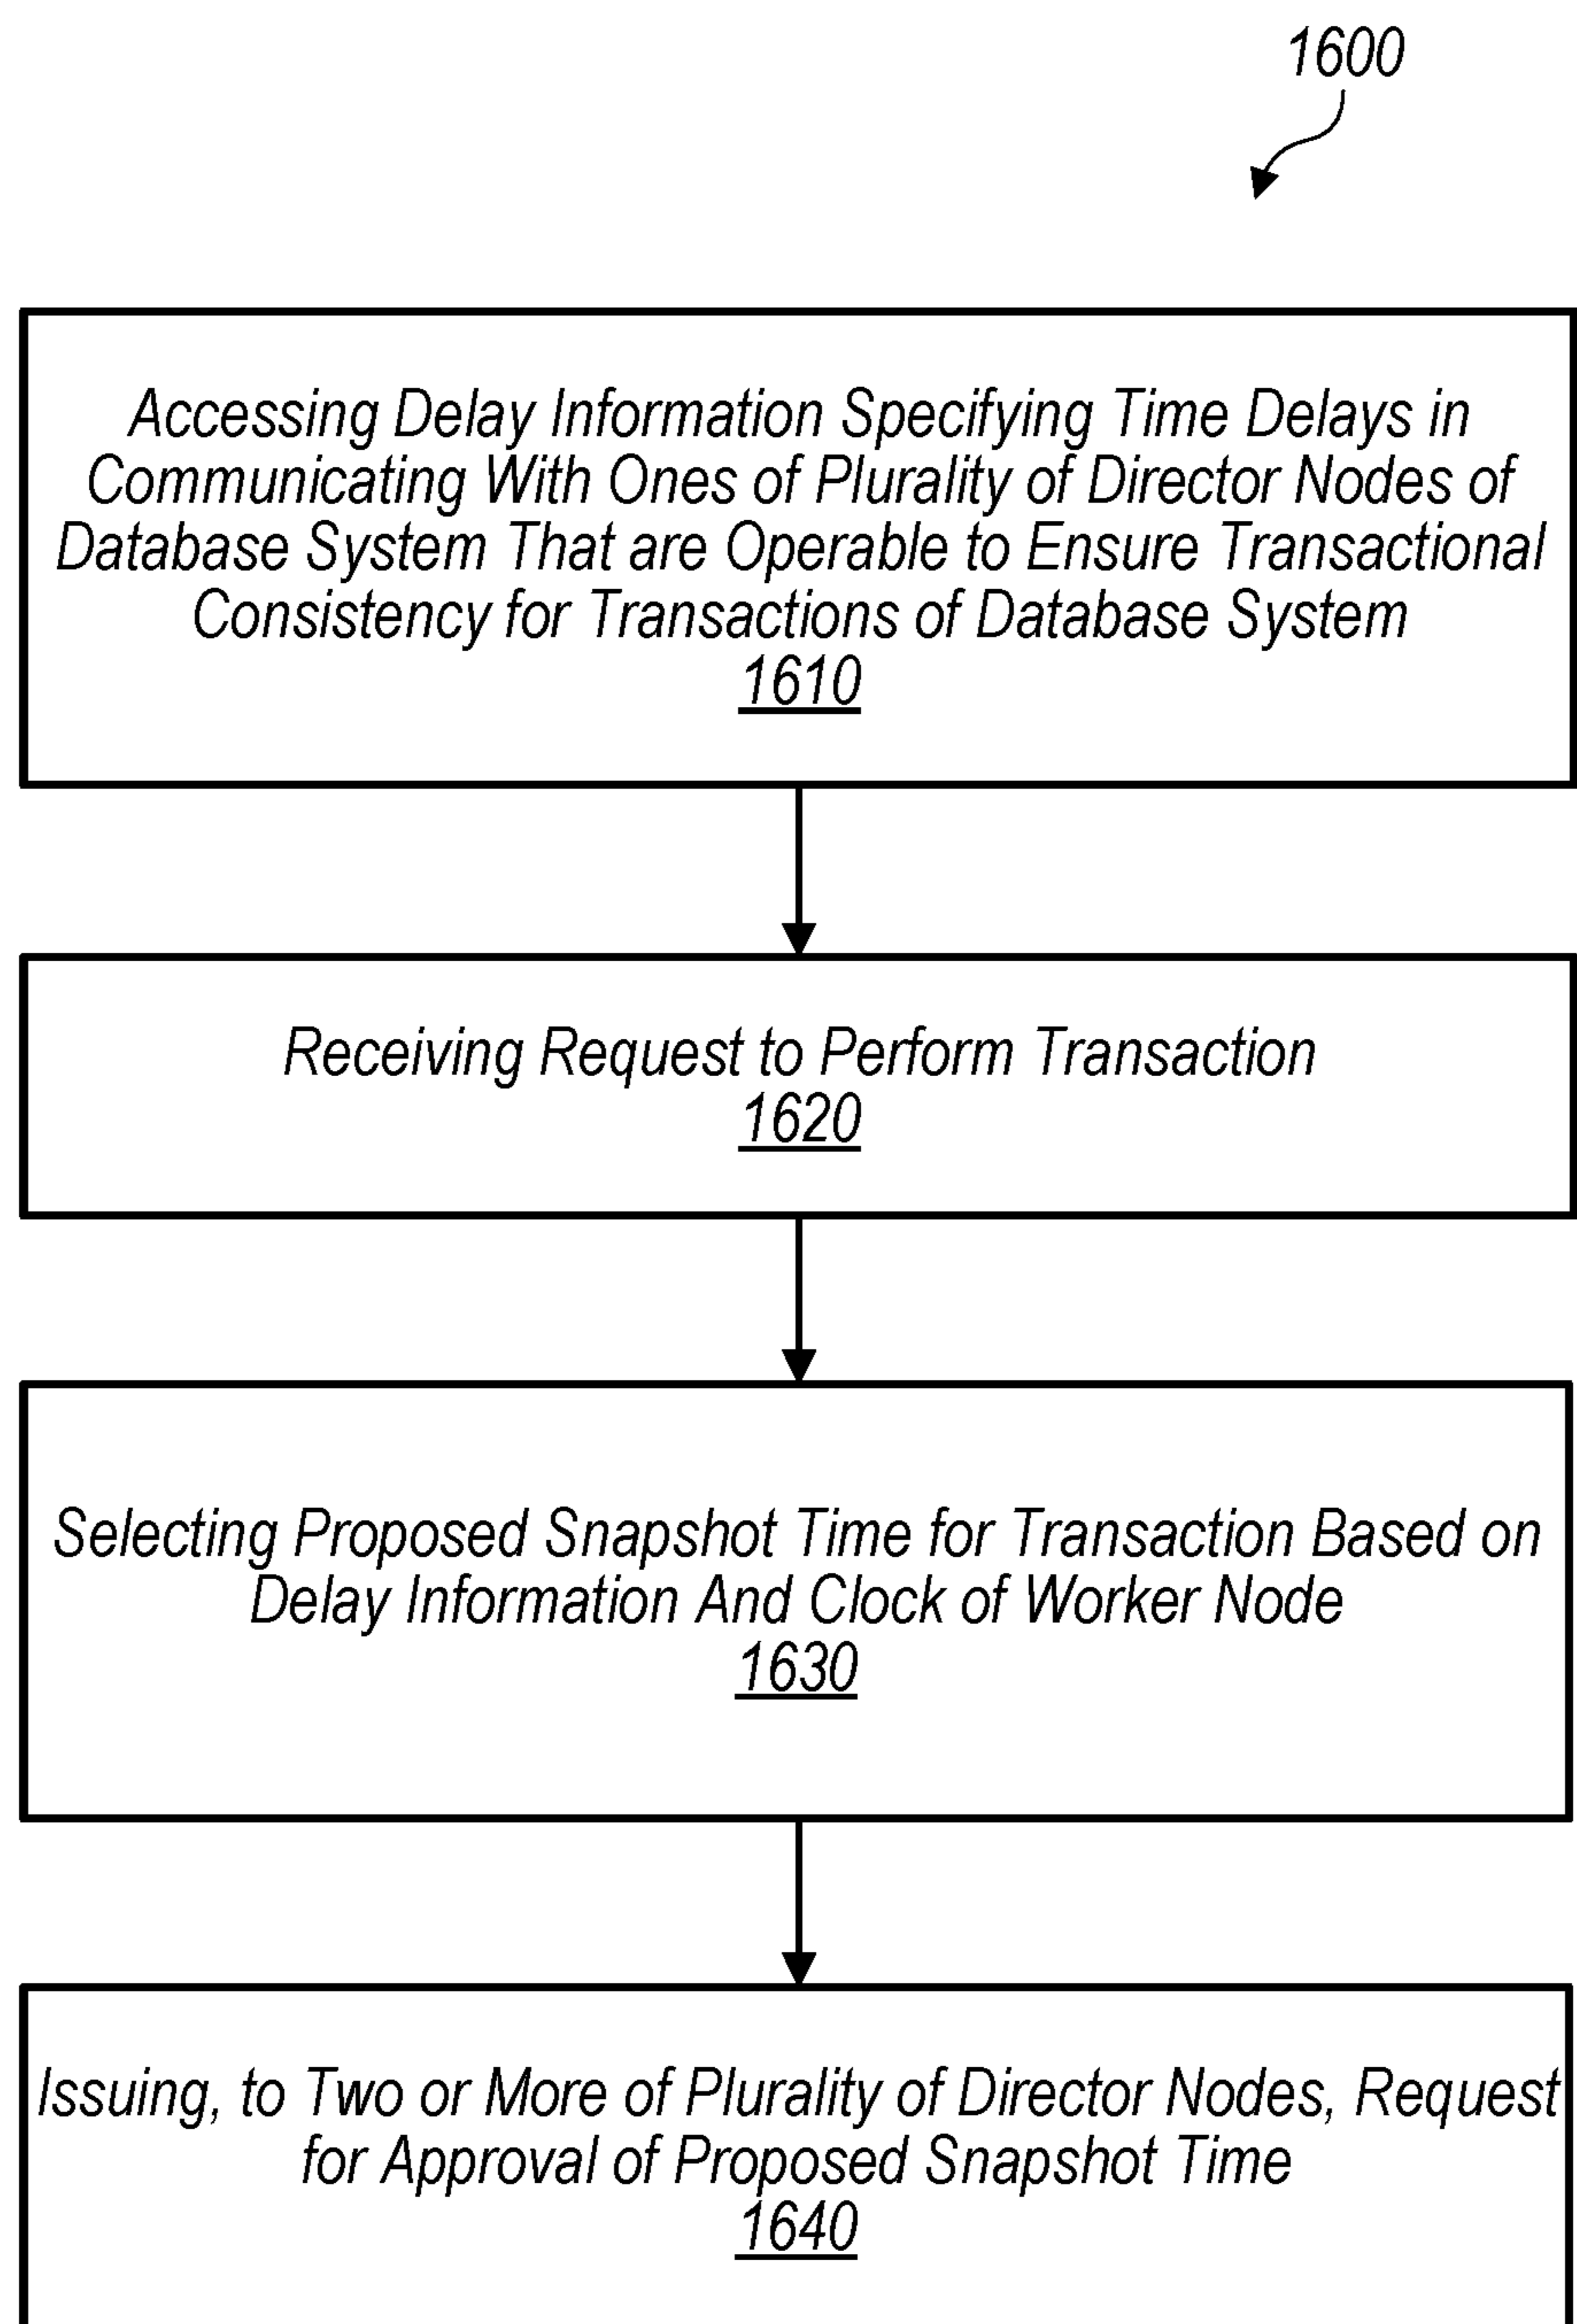 1600
Accessing Delay Information Specifying Time Delays in
Communicating With Ones of Plurality of Director Nodes of
Database System That are Operable to Ensure Transactional
Consistency for Transactions of Database System
1610
Receiving Request to Perform Transaction
1620
Selecting Proposed Snapshot Time for Transaction Based on
Delay Information And Clock of Worker Node
1630
Issuing, to Two or More of Plurality of Director Nodes, Request
for Approval of Proposed Snapshot Time
1640